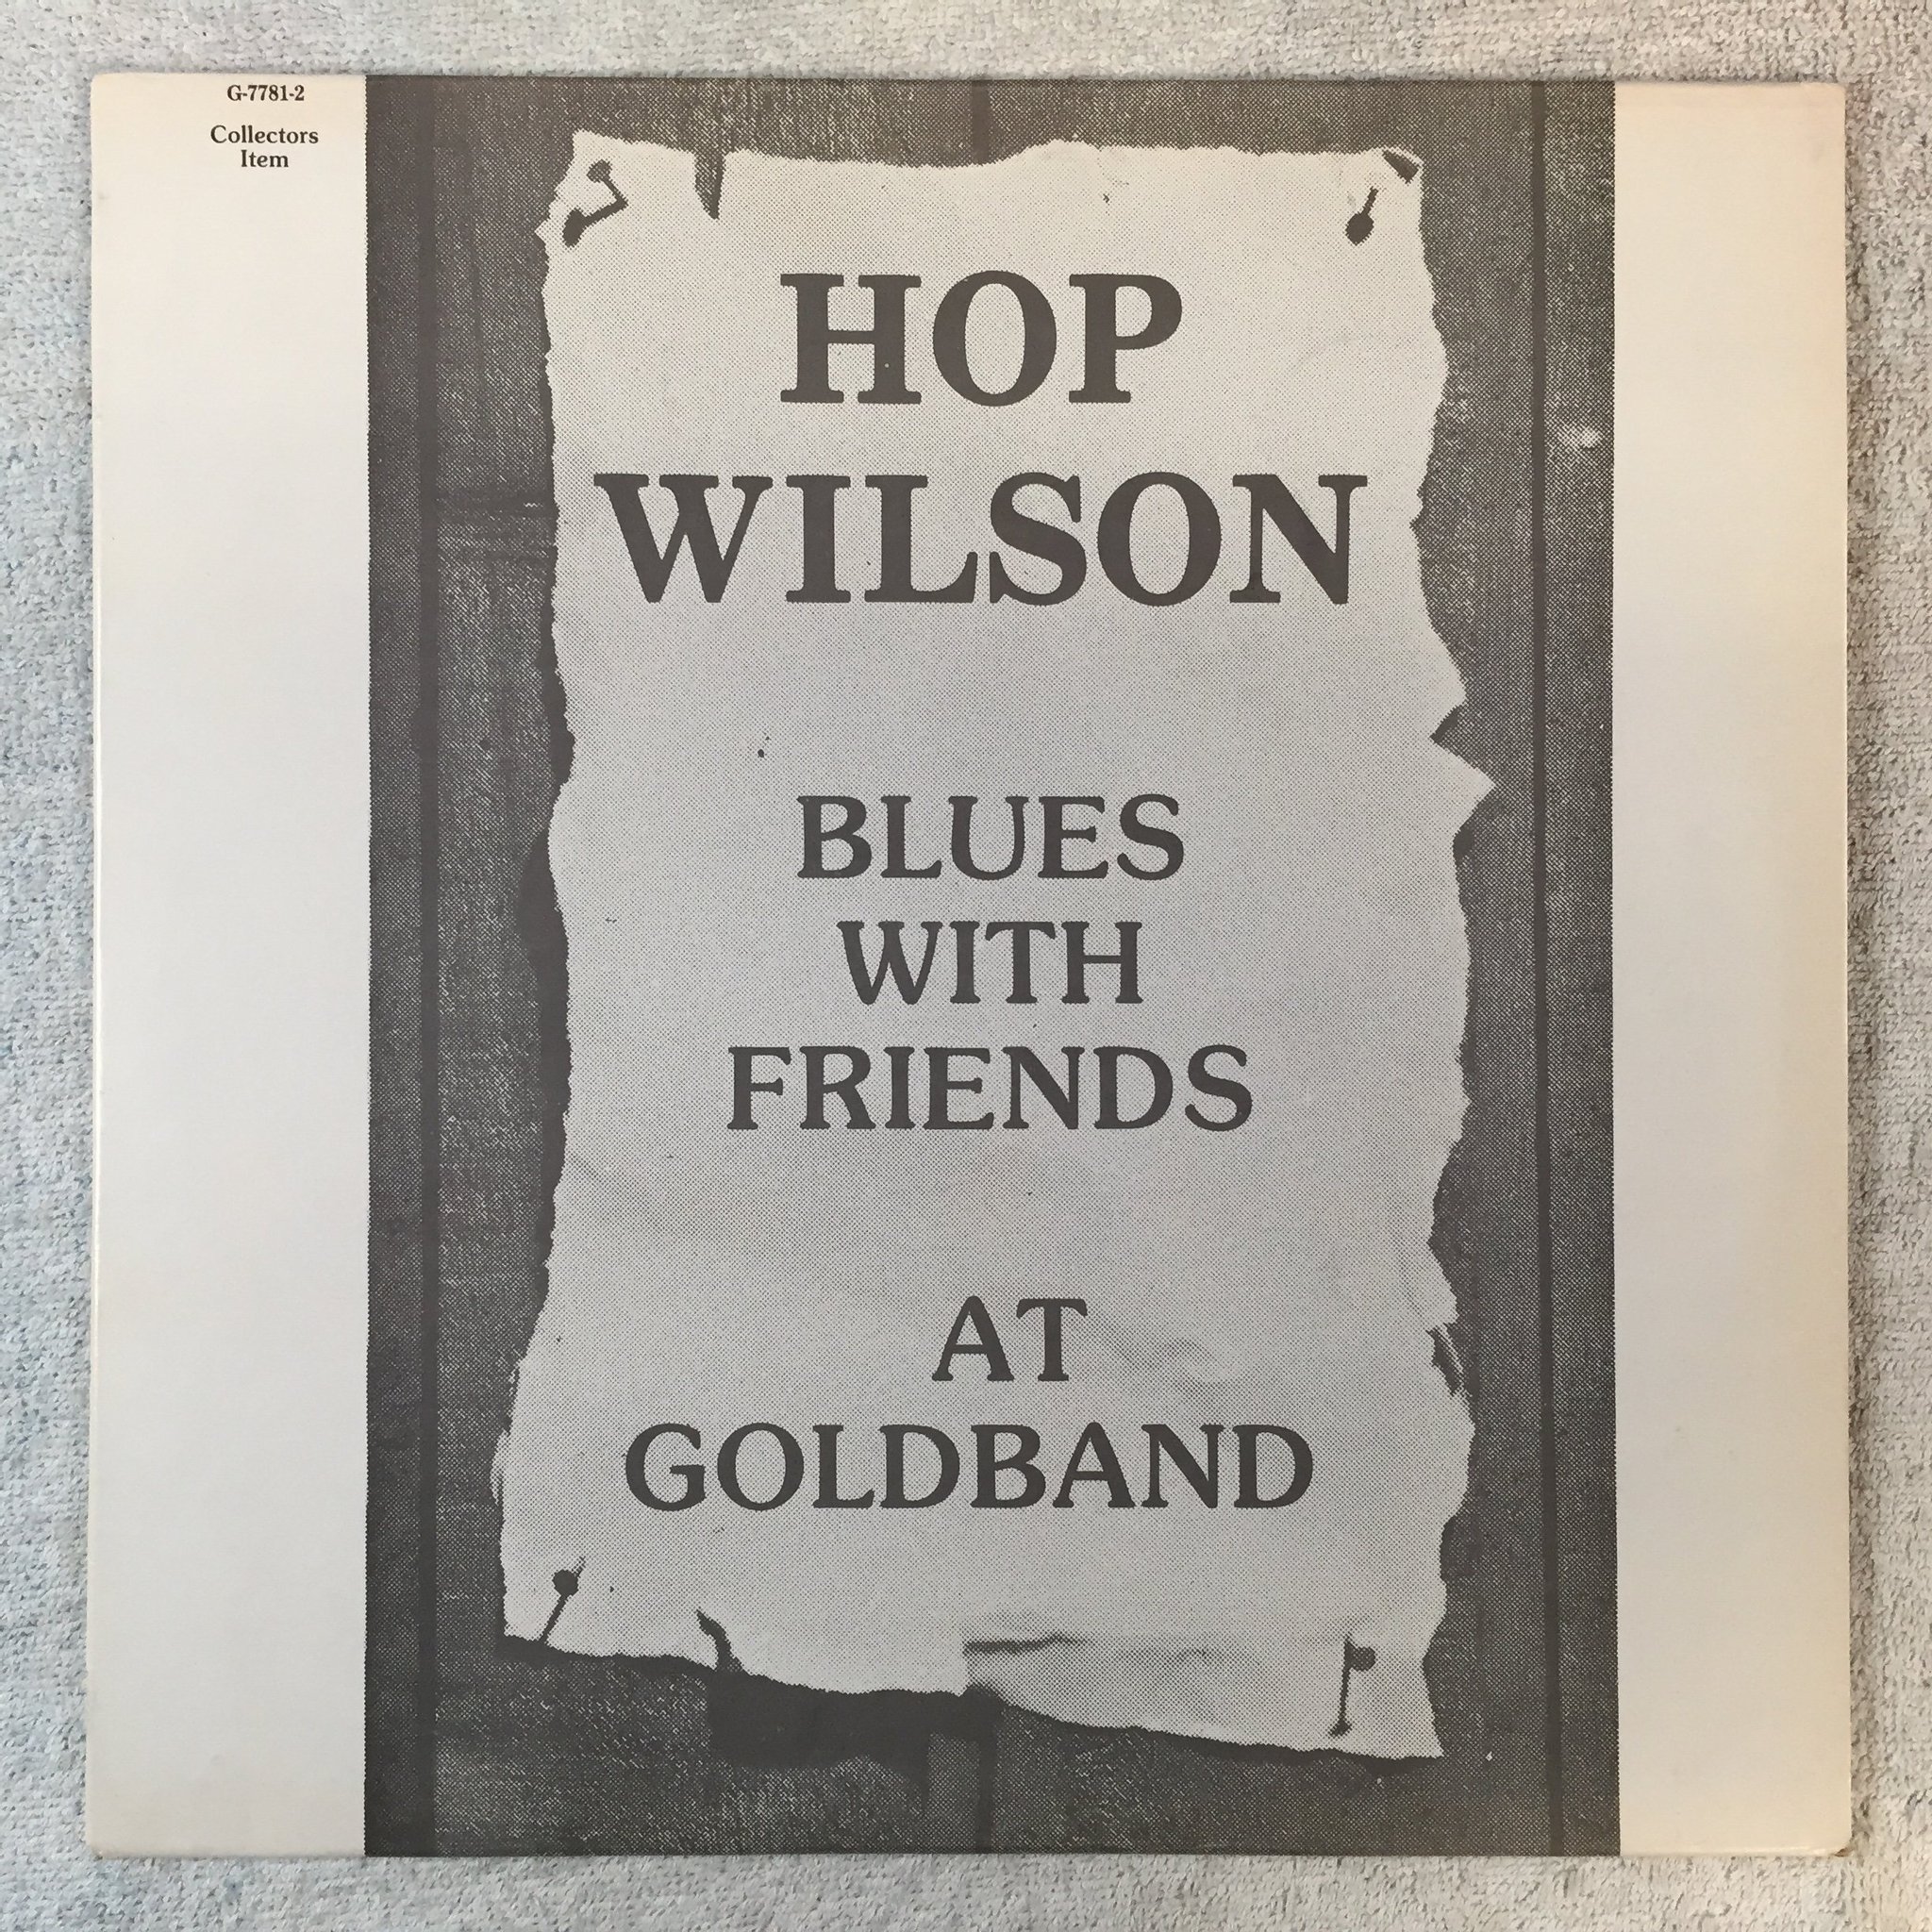 G-7781-2
Collectors
Item
HOP
WILSON
BLUES
WITH
FRIENDS
AT
GOLDBAND